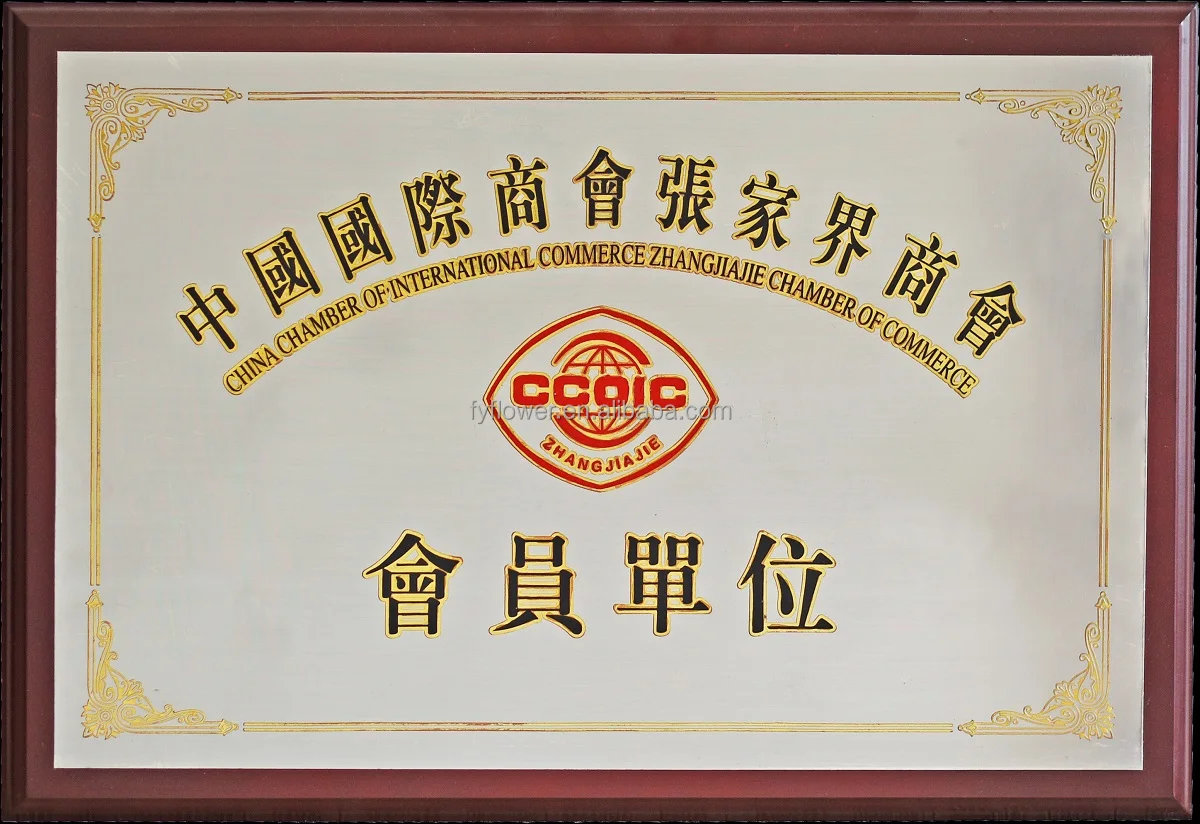 中國國際商會張家界商會
CHINA CHAMBER OF INTERNATIONAL COMMERCE ZHANGJIAJIE CHAMBER OF COMMERCE
CCOIC
fyflower.en.alibaba.com
ZHANGJIAJIE
會員單位